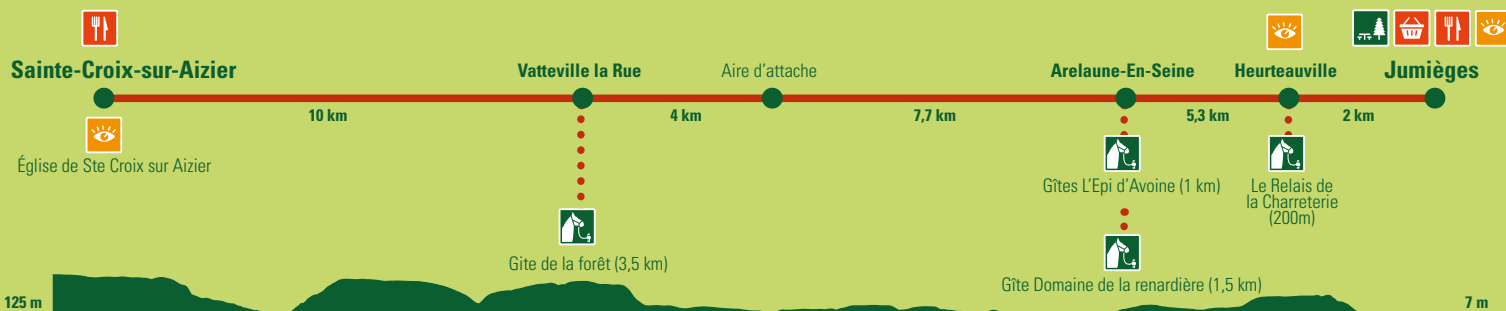 Sainte-Croix-sur-Aizier
Vatteville la Rue
Aire d'attache
Arelaune-En-Seine
Heurteauville
Jumièges
10 km
4 km
7,7 km
5,3 km
2 km
Église de Ste Croix sur Aizier
Gîtes L'Epi d'Avoine (1 km)
Le Relais de
la Charreterie
(200m)
Gite de la forêt (3,5 km)
Gîte Domaine de la renardière (1,5 km)
125 m
7 m